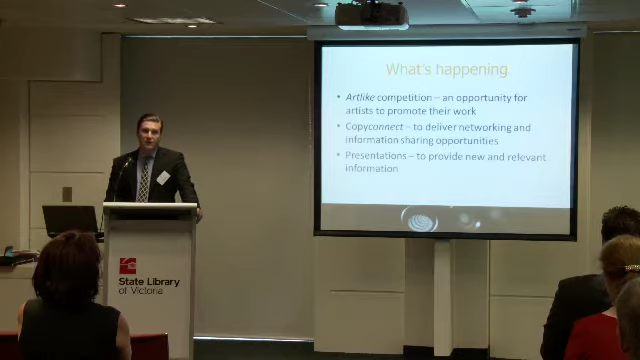 What's happening
• Artlike competition – an opportunity for
artists to promote their work
• Copyconnect – to deliver networking and
information sharing opportunities
• Presentations – to provide new and relevant
information
State Library
of Victoria